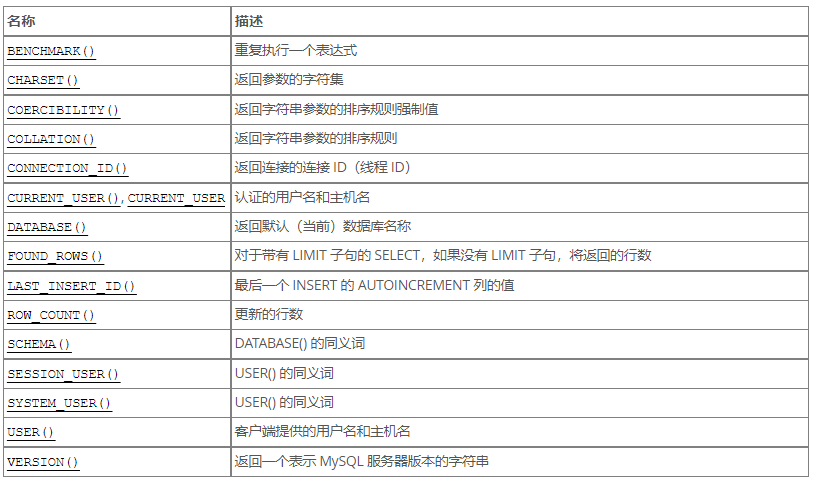 名称 描述
BENCHMARK() 重复执行一个表达式
CHARSET() 返回参数的字符集
COERCIBILITY() 返回字符串参数的排序规则强制值
COLLATION() 返回字符串参数的排序规则
CONNECTION_ID() 返回连接的连接 ID（线程 ID）
CURRENT_USER(), CURRENT_USER 认证的用户名和主机名
DATABASE() 返回默认（当前）数据库名称
FOUND_ROWS() 对于带有 LIMIT 子句的 SELECT，如果没有 LIMIT 子句，将返回的行数
LAST_INSERT_ID() 最后一个 INSERT 的 AUTOINCREMENT 列的值
ROW_COUNT() 更新的行数
SCHEMA() DATABASE() 的同义词
SESSION_USER() USER() 的同义词
SYSTEM_USER() USER() 的同义词
USER() 客户端提供的用户名和主机名
VERSION() 返回一个表示 MySQL 服务器版本的字符串